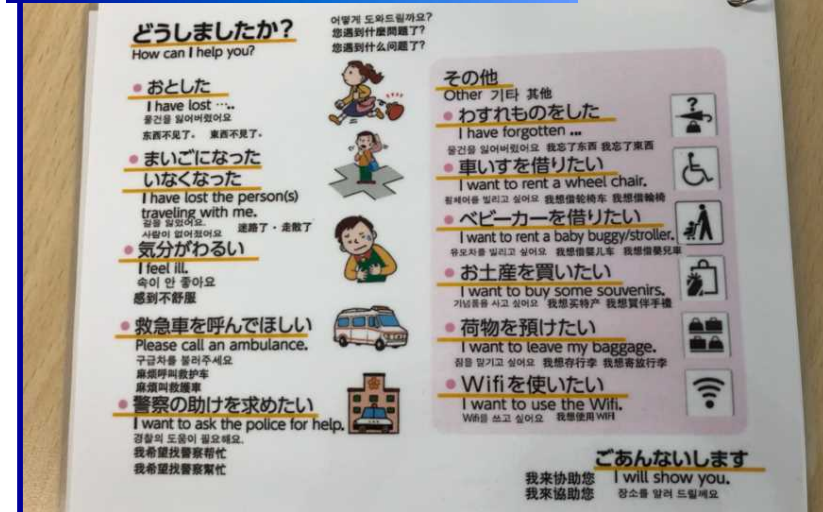 どうしましたか?
How can I help you?
어떻게 도와드릴까요?
您遇到什麼問題了?
您遇到什么问题了?
おとした
I have lost …..
물건을 잃어버렸어요
东西不见了。 東西不見了。
まいごになった
いなくなった
I have lost the person(s)
traveling with me.
길을 잃었어요.
사람이 없어졌어요
迷路了・走散了
気分がわるい
I feel ill.
속이 안 좋아요
感到不舒服
救急車を呼んでほしい
Please call an ambulance.
구급차를 불러주세요
麻烦呼叫救护车
麻煩叫救護車
警察の助けを求めたい
I want to ask the police for help.
경찰의 도움이 필요해요.
我希望找警察帮忙
我希望找警察幫忙
その他
Other 기타 其他
わすれものをした
I have forgotten ...
물건을 잃어버렸어요 我忘了东西 我忘了東西
?
車いすを借りたい
I want to rent a wheel chair.
휠체어를 빌리고 싶어요 我想借轮椅车 我想借輪椅
ベビーカーを借りたい
I want to rent a baby buggy/stroller.
유모차를 빌리고 싶어요 我想借婴儿车 我想借嬰兒車
お土産を買いたい
I want to buy some souvenirs.
기념품을 사고 싶어요 我想买特产 我想買伴手禮
荷物を預けたい
I want to leave my baggage.
짐을 맡기고 싶어요 我想存行李 我想寄放行李
Wifiを使いたい
I want to use the Wifi.
Wifi를 쓰고 싶어요 我想使用WIFI
ごあんないします
我来协助您 I will show you.
我來協助您 장소를 알려 드릴께요